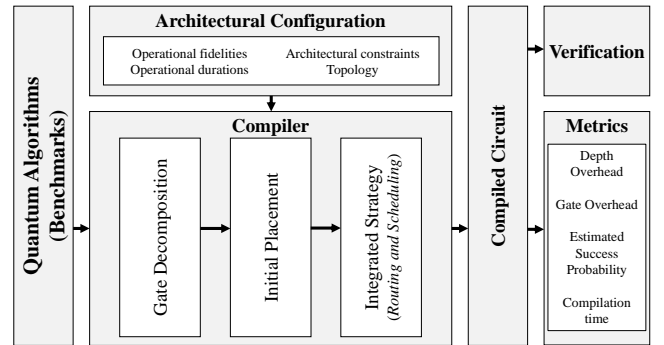 Quantum Algorithms
(Benchmarks)
Architectural Configuration
Operational fidelities
Operational durations
Architectural constraints
Topology
Compiler
Gate Decomposition
Initial Placement
Integrated Strategy
(Routing and Scheduling)
Compiled Circuit
Verification
Metrics
Depth
Overhead
Gate Overhead
Estimated
Success
Probability
Compilation
time